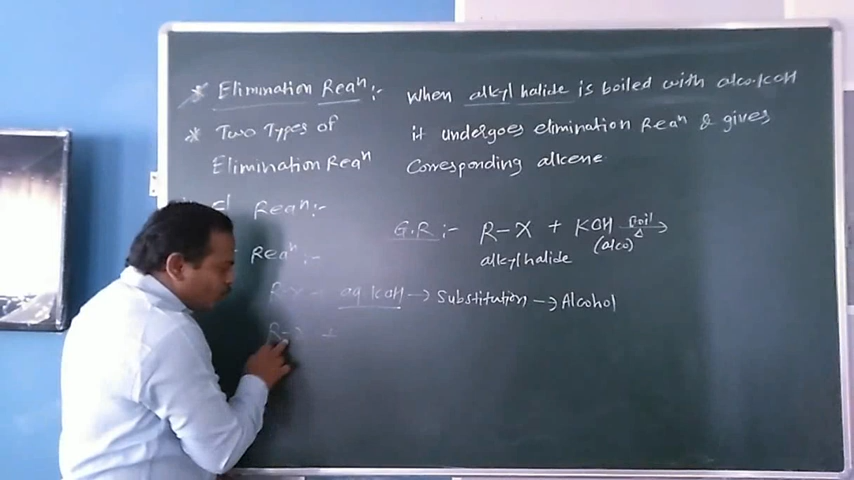 * Elimination Reaⁿ :-
* Two Types of
Elimination Reaⁿ
Reaⁿ :-
Reaⁿ :-
When alkyl halide is boiled with alco. KOH
it undergoes elimination Reaⁿ & gives
Corresponding alkene
G.R :- R-X + KOH boil →
alkyl halide (alco) Δ
R-X aq KOH → Substitution → Alcohol
R-X +